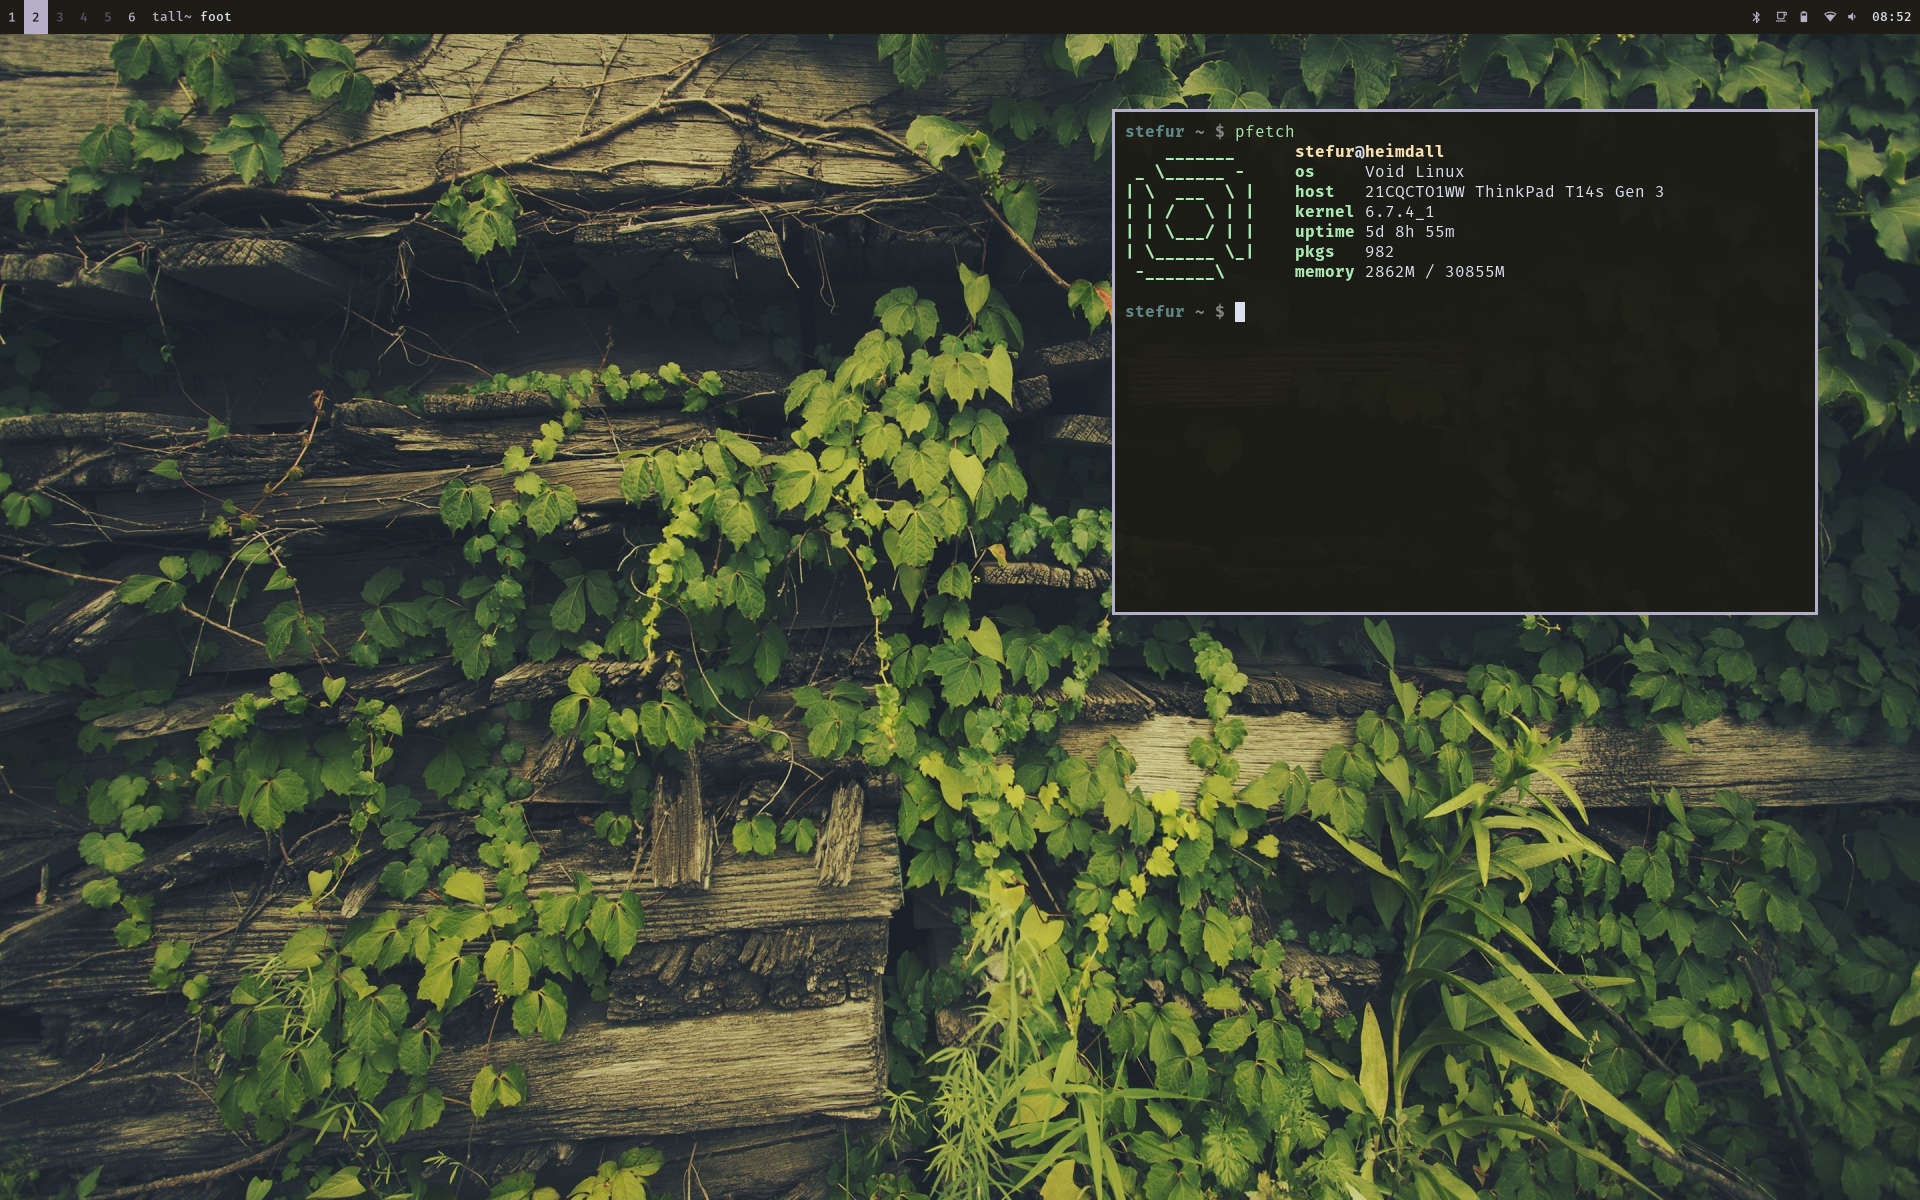 1 2 3 4 5 6 tall~ foot 08:52
stefur ~ $ pfetch
stefur@heimdall
os Void Linux
host 21CQCTO1WW ThinkPad T14s Gen 3
kernel 6.7.4_1
uptime 5d 8h 55m
pkgs 982
memory 2862M / 30855M
stefur ~ $